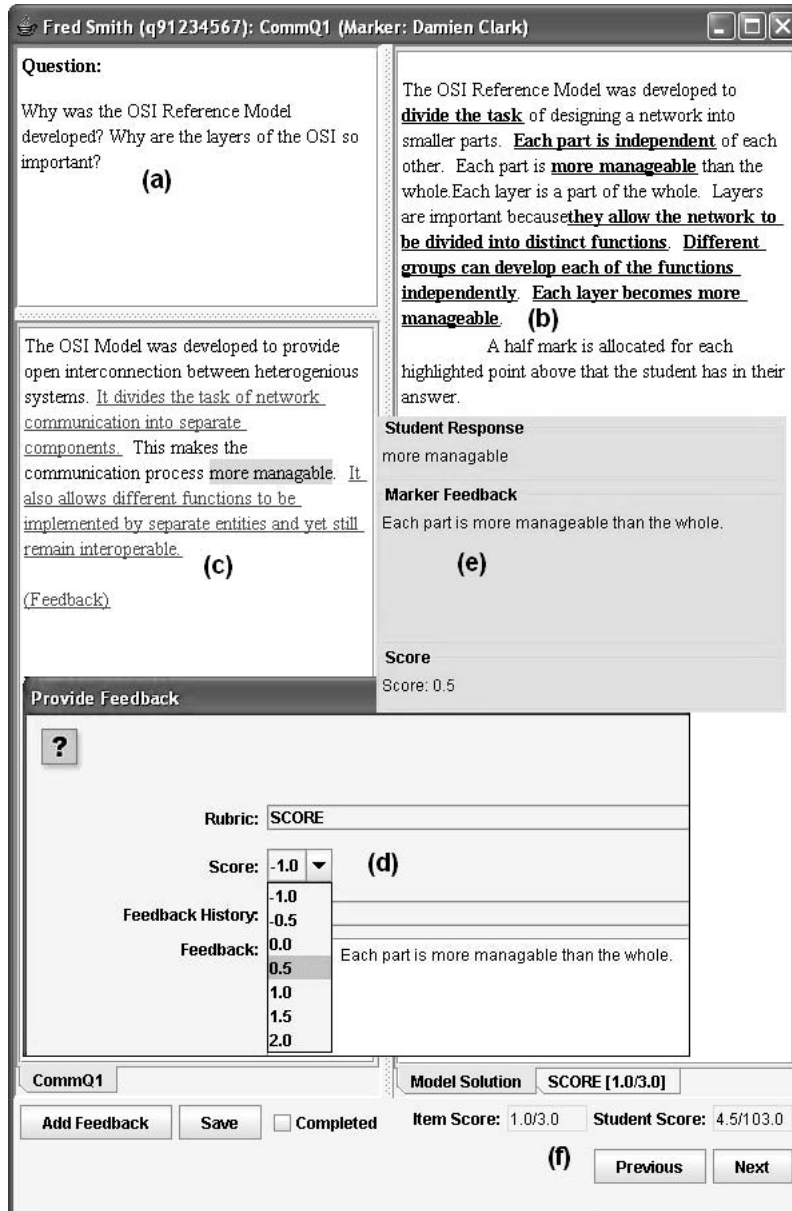 Fred Smith (q91234567): CommQ1 (Marker: Damien Clark)
Question:
Why was the OSI Reference Model
developed? Why are the layers of the OSI so
important?
(a)
The OSI Reference Model was developed to
divide the task of designing a network into
smaller parts. Each part is independent of each
other. Each part is more manageable than the
whole.Each layer is a part of the whole. Layers
are important becausethey allow the network to
be divided into distinct functions. Different
groups can develop each of the functions
independently. Each layer becomes more
manageable.
(b)
A half mark is allocated for each
highlighted point above that the student has in their
answer.
The OSI Model was developed to provide
open interconnection between heterogenious
systems. It divides the task of network
communication into separate
components. This makes the
communication process more managable. It
also allows different functions to be
implemented by separate entities and yet still
remain interoperable.
(c)
(Feedback)
Student Response
more managable
Marker Feedback
Each part is more manageable than the whole.
(e)
Score
Score: 0.5
Provide Feedback
?
Rubric: SCORE
Score: -1.0
(d)
-1.0
-0.5
0.0
0.5
1.0
1.5
2.0
Feedback History:
Feedback: Each part is more managable than the whole.
CommQ1
Model Solution SCORE [1.0/3.0]
Add Feedback Save Completed Item Score: 1.0/3.0 Student Score: 4.5/103.0
(f)
Previous Next